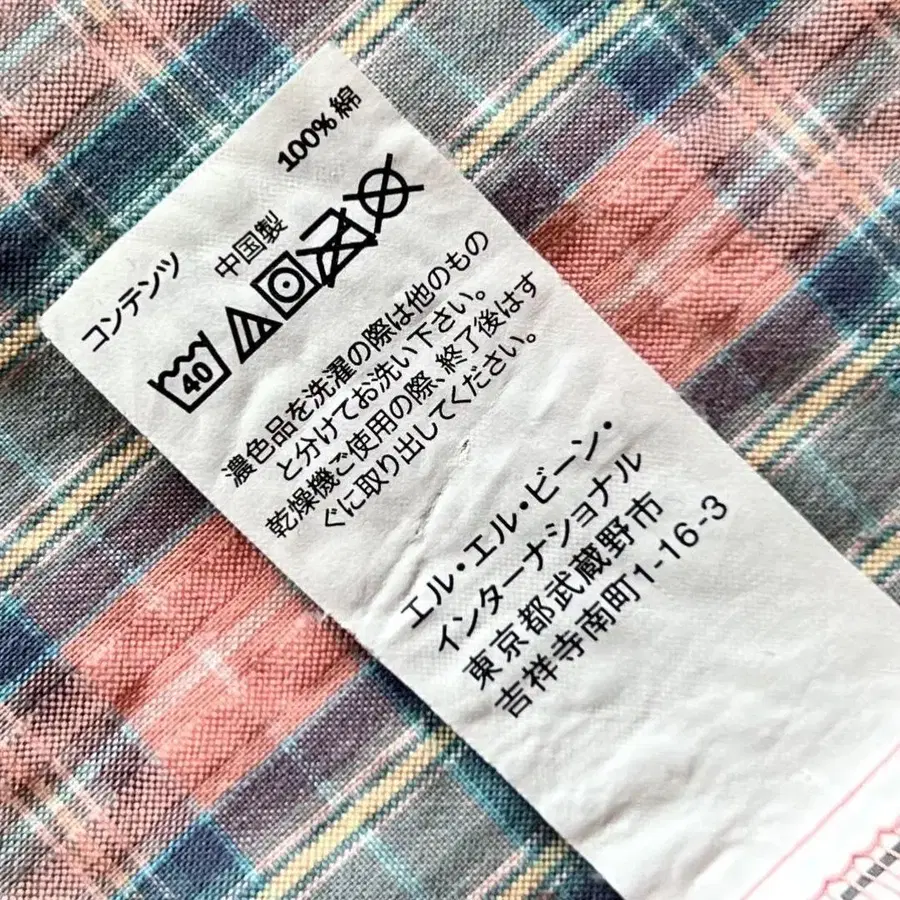 コンテンツ 100% 綿
中国製
40
濃色品を洗濯の際は他のもの
と分けてお洗い下さい。
乾燥機ご使用の際、終了後はす
ぐに取り出してください。
エル・エル・ビーン・
インターナショナル
東京都武蔵野市
吉祥寺南町1-16-3